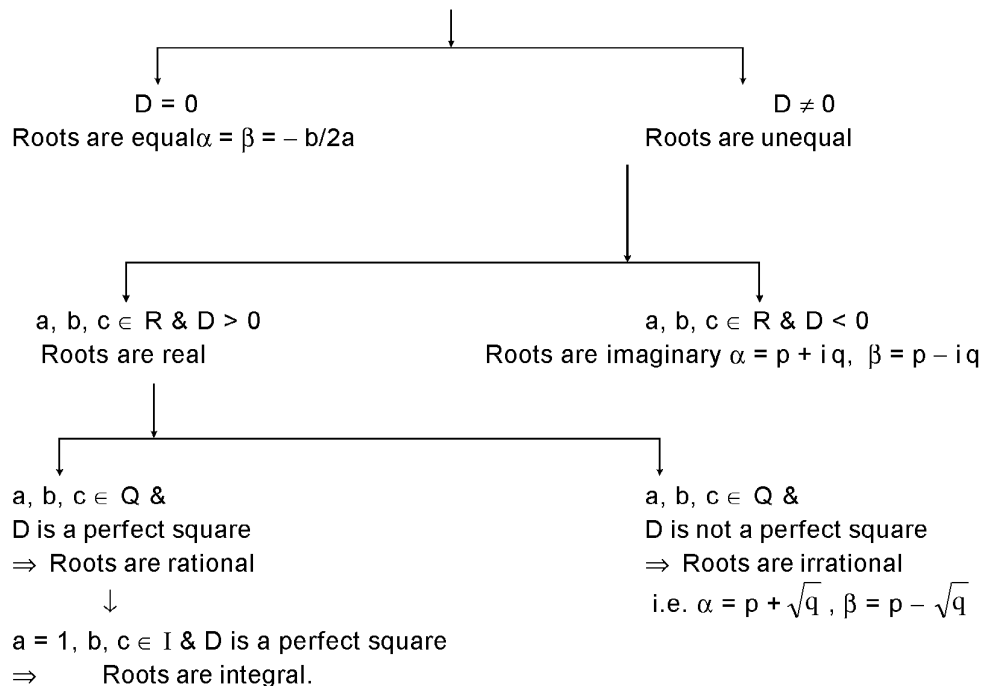 D = 0
D ≠ 0
Roots are equalα = β = – b/2a
Roots are unequal
a, b, c ∈ R & D > 0
a, b, c ∈ R & D < 0
Roots are real
Roots are imaginary α = p + i q, β = p – i q
a, b, c ∈ Q &
D is a perfect square
⇒ Roots are rational
↓
a = 1, b, c ∈ I & D is a perfect square
⇒ Roots are integral.
a, b, c ∈ Q &
D is not a perfect square
⇒ Roots are irrational
i.e. α = p + √q , β = p – √q